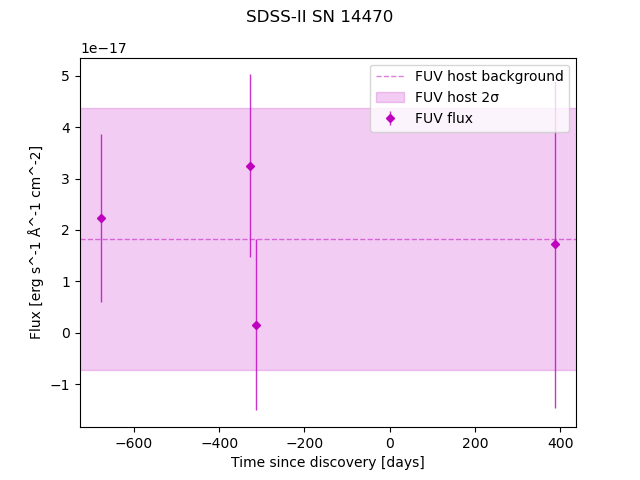 SDSS-II SN 14470
1e−17
FUV host background
FUV host 2σ
FUV flux
5
4
3
2
1
0
−1
Flux [erg s^-1 Å^-1 cm^-2]
−600
−400
−200
0
200
400
Time since discovery [days]